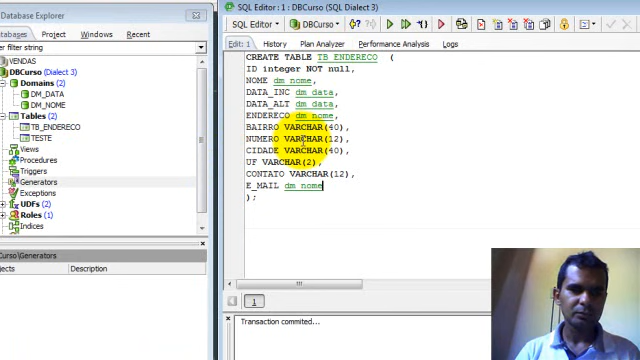 Database Explorer
SQL Editor : 1 : DBCurso (SQL Dialect 3)
SQL Editor
DBCurso
Databases Project Windows Recent
er filter string
Edit: 1 History Plan Analyzer Performance Analysis Logs
VENDAS
DBCurso (Dialect 3)
Domains (2)
DM_DATA
DM_NOME
Tables (2)
TB_ENDERECO
TESTE
Views
Procedures
Triggers
Generators
Exceptions
UDFs (2)
Roles (1)
Indices
CREATE TABLE TB_ENDERECO (
ID integer NOT null,
NOME dm_nome,
DATA_INC dm_data,
DATA_ALT dm_data,
ENDERECO dm_nome,
BAIRRO VARCHAR(40),
NUMERO VARCHAR(12),
CIDADE VARCHAR(40),
UF VARCHAR(2),
CONTATO VARCHAR(12),
E_MAIL dm_nome
);
Curso\Generators
jects Description
1
Transaction commited...